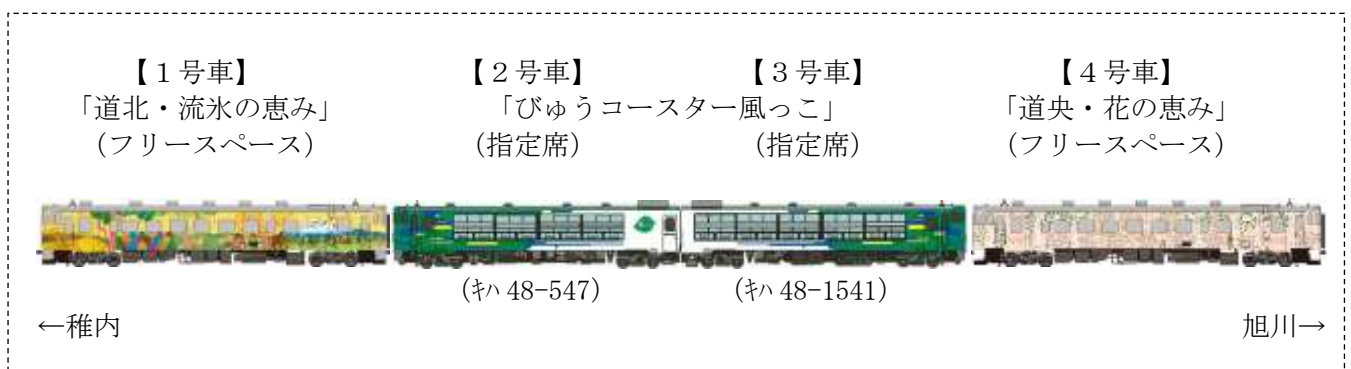 【１号車】 【２号車】 【３号車】 【４号車】
「道北・流氷の恵み」 「びゅうコースター風っこ」 「道央・花の恵み」
(フリースペース) (指定席) (指定席) (フリースペース)
(ｷﾊ 48-547) (ｷﾊ 48-1541)
←稚内 旭川→